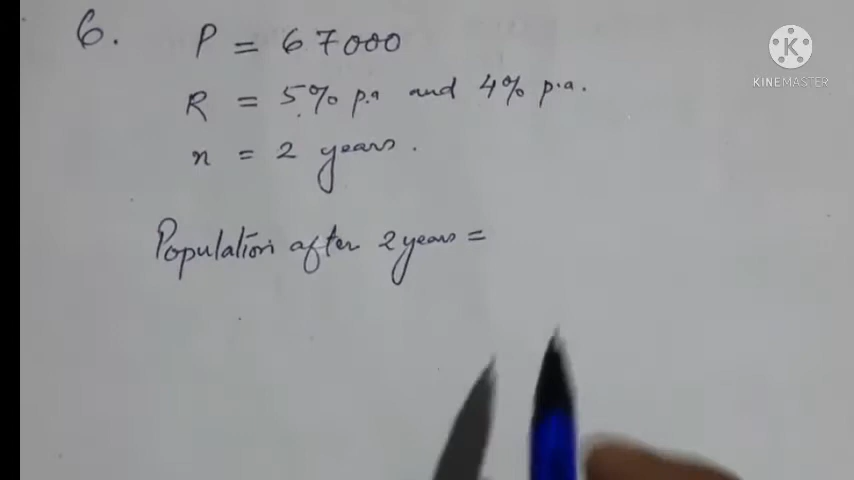 6. P = 67000
R = 5% p.a and 4% p.a.
n = 2 years.
Population after 2 years =
K
KINEMASTER